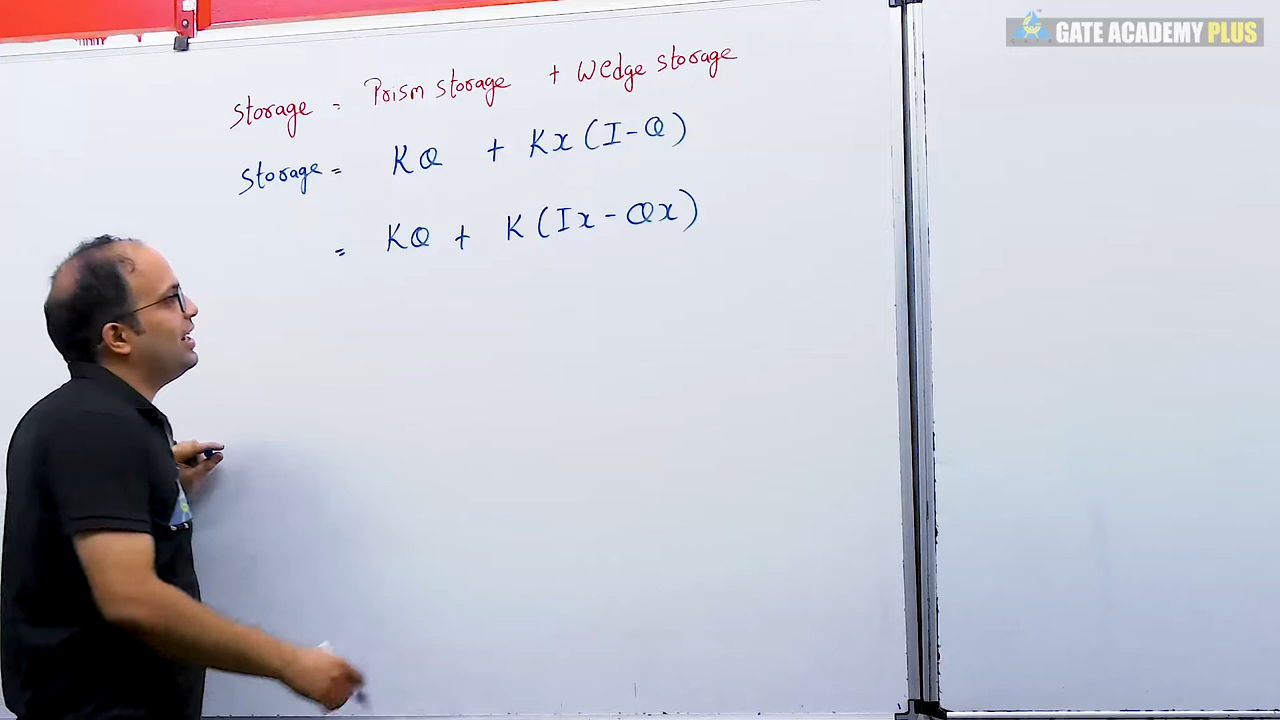 GATE ACADEMY PLUS
Storage = Prism storage + Wedge storage
Storage = KQ + Kx (I-Q)
= KQ + K (Ix - Qx)